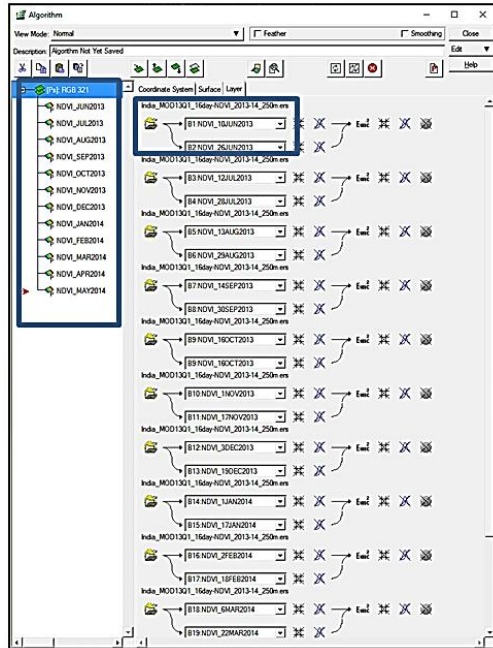 Algorithm
View Mode: Normal
Feather
Smoothing
Close
Description: Algorithm Not Yet Saved
Edit
Help
[Ps]: RGB 321
NDVI_JUN2013
NDVI_JUL2013
NDVI_AUG2013
NDVI_SEP2013
NDVI_OCT2013
NDVI_NOV2013
NDVI_DEC2013
NDVI_JAN2014
NDVI_FEB2014
NDVI_MAR2014
NDVI_APR2014
NDVI_MAY2014
Coordinate System Surface Layer
India_MOD13Q1_16day-NDVI_2013-14_250m.ers
B1:NDVI_10JUN2013
B2:NDVI_26JUN2013
India_MOD13Q1_16day-NDVI_2013-14_250m.ers
B3:NDVI_12JUL2013
B4:NDVI_28JUL2013
India_MOD13Q1_16day-NDVI_2013-14_250m.ers
B5:NDVI_13AUG2013
B6:NDVI_29AUG2013
India_MOD13Q1_16day-NDVI_2013-14_250m.ers
B7:NDVI_14SEP2013
B8:NDVI_30SEP2013
India_MOD13Q1_16day-NDVI_2013-14_250m.ers
B9:NDVI_16OCT2013
B9:NDVI_16OCT2013
India_MOD13Q1_16day-NDVI_2013-14_250m.ers
B10:NDVI_1NOV2013
B11:NDVI_17NOV2013
India_MOD13Q1_16day-NDVI_2013-14_250m.ers
B12:NDVI_3DEC2013
B13:NDVI_19DEC2013
India_MOD13Q1_16day-NDVI_2013-14_250m.ers
B14:NDVI_1JAN2014
B15:NDVI_17JAN2014
India_MOD13Q1_16day-NDVI_2013-14_250m.ers
B16:NDVI_2FEB2014
B17:NDVI_18FEB2014
India_MOD13Q1_16day-NDVI_2013-14_250m.ers
B18:NDVI_6MAR2014
B19:NDVI_22MAR2014